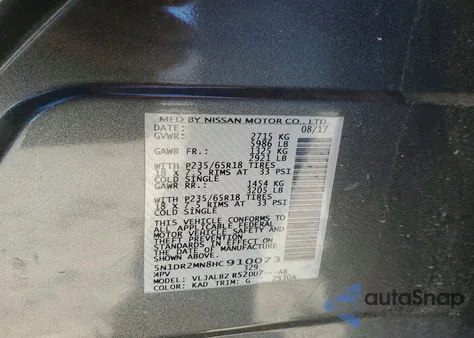 MFD BY NISSAN MOTOR CO., LTD
DATE: 08/17
GVWR: 2715 KG
5986 LB
GAWR FR.: 1325 KG
2921 LB
WITH P235/65R18 TIRES
18 x 7.5 RIMS AT 33 PSI
COLD SINGLE
GAWR RR.: 1454 KG
3205 LB
WITH P235/65R18 TIRES
18 x 7.5 RIMS AT 33 PSI
COLD SINGLE
THIS VEHICLE CONFORMS TO
ALL APPLICABLE FEDERAL
MOTOR VEHICLE SAFETY AND
THEFT PREVENTION
STANDARDS IN EFFECT ON
THE DATE OF MANUFACTURE
SHOWN ABOVE.
5N1DR2MN8HC910073
MPV 329
MODEL: VLJALBZ R52DU7---AB
COLOR: KAD TRIM: G ZS10A
autoSnap